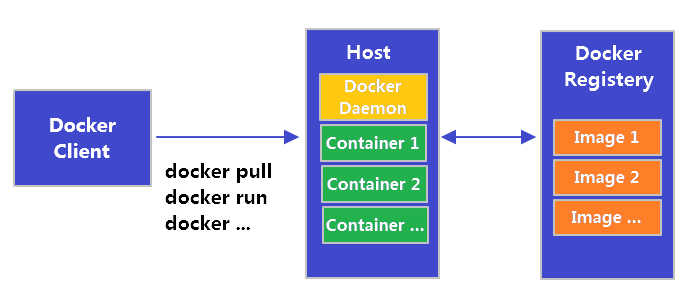 Docker
Client
docker pull
docker run
docker ...
Host
Docker
Daemon
Container 1
Container 2
Container ...
Docker
Registery
Image 1
Image 2
Image ...